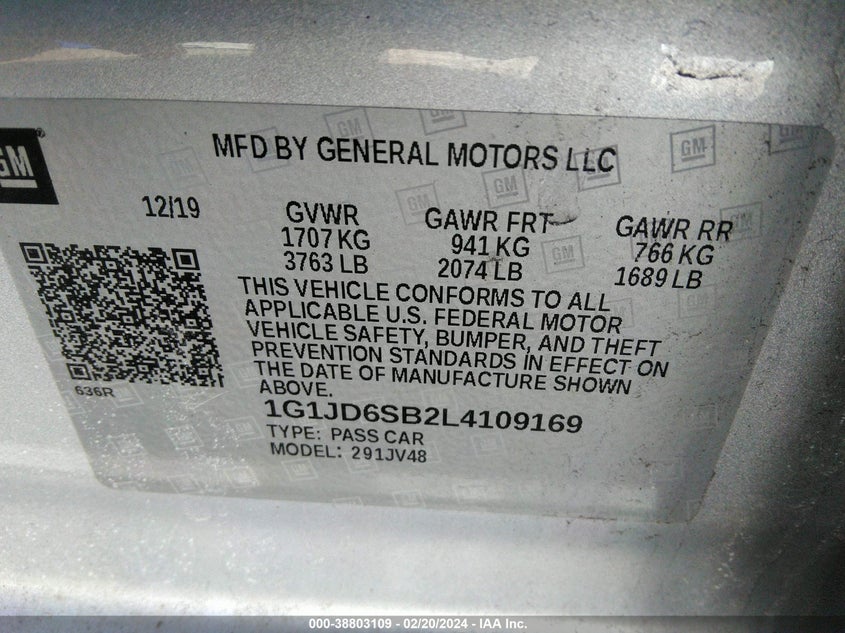 GM
MFD BY GENERAL MOTORS LLC
12/19
GVWR
1707 KG
3763 LB
GAWR FRT
941 KG
2074 LB
GAWR RR
766 KG
1689 LB
THIS VEHICLE CONFORMS TO ALL
APPLICABLE U.S. FEDERAL MOTOR
VEHICLE SAFETY, BUMPER, AND THEFT
PREVENTION STANDARDS IN EFFECT ON
THE DATE OF MANUFACTURE SHOWN
ABOVE.
636R
1G1JD6SB2L4109169
TYPE: PASS CAR
MODEL: 291JV48
000-38803109 - 02/20/2024 - IAA Inc.